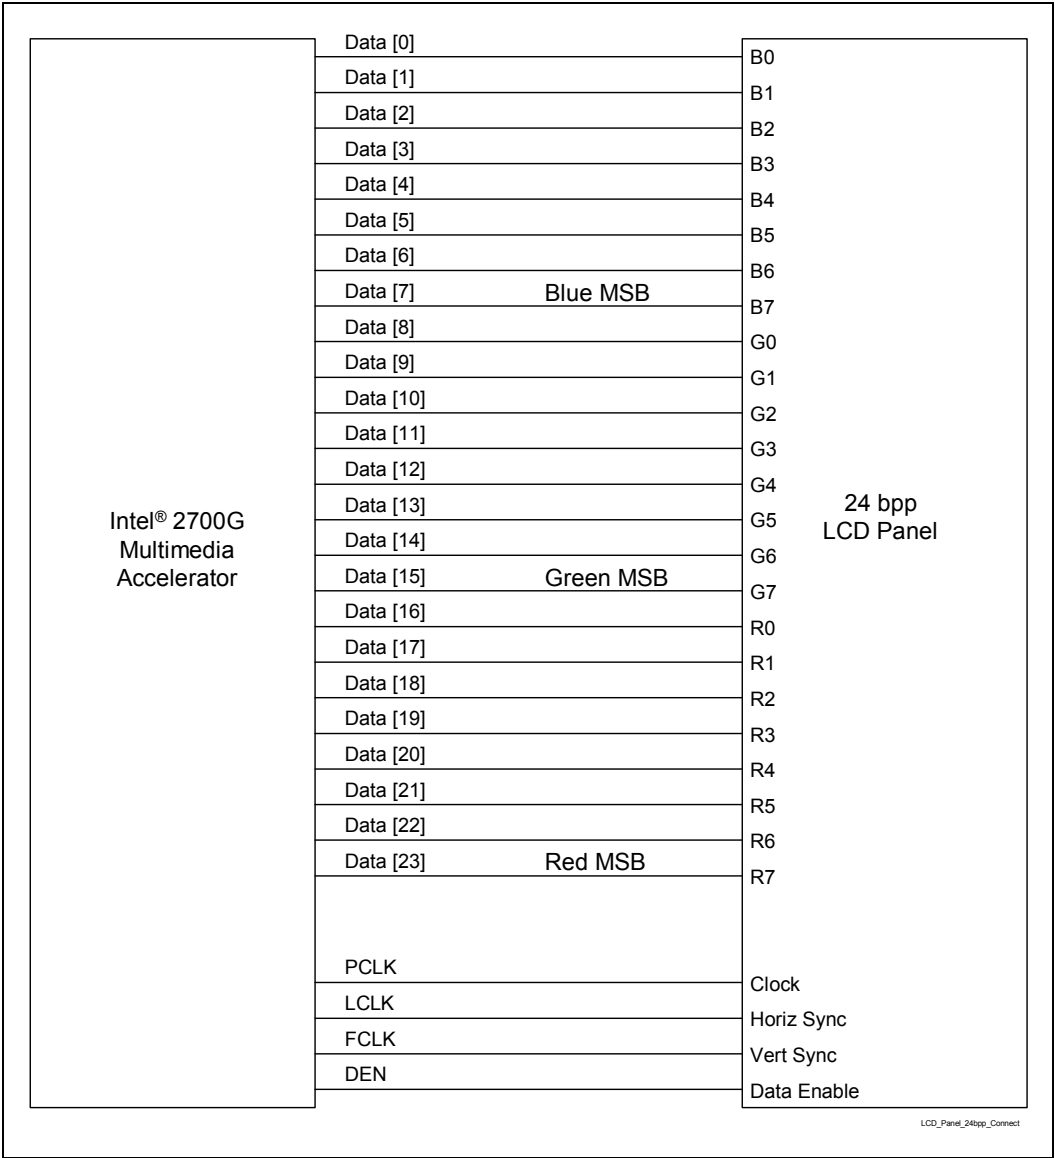 Data [0]
B0
Data [1]
B1
Data [2]
B2
Data [3]
B3
Data [4]
B4
Data [5]
B5
Data [6]
B6
Data [7]
Blue MSB
B7
Data [8]
G0
Data [9]
G1
Data [10]
G2
Data [11]
G3
Data [12]
G4
Data [13]
G5
Data [14]
G6
Data [15]
Green MSB
G7
Data [16]
R0
Data [17]
R1
Data [18]
R2
Data [19]
R3
Data [20]
R4
Data [21]
R5
Data [22]
R6
Data [23]
Red MSB
R7
Intel® 2700G
Multimedia
Accelerator
24 bpp
LCD Panel
PCLK
Clock
LCLK
Horiz Sync
FCLK
Vert Sync
DEN
Data Enable
LCD_Panel_24bpp_Connect